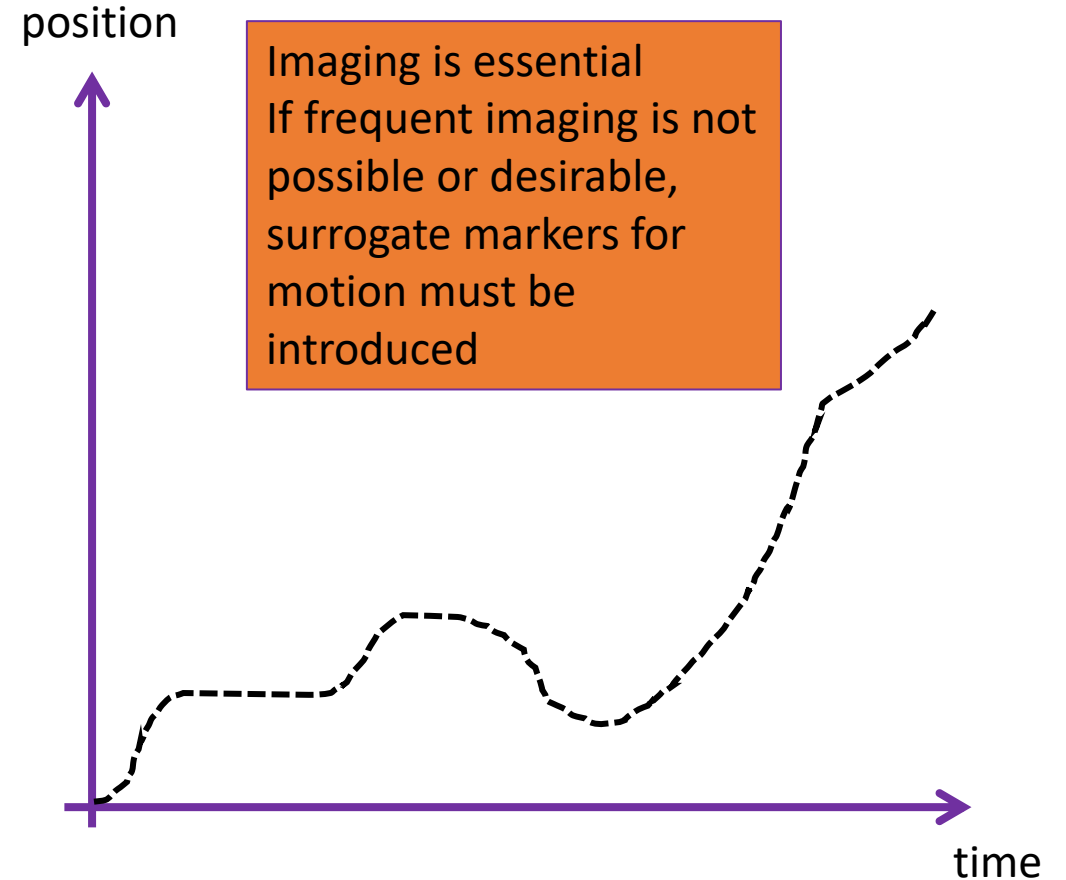 position
Imaging is essential
If frequent imaging is not
possible or desirable,
surrogate markers for
motion must be
introduced
time